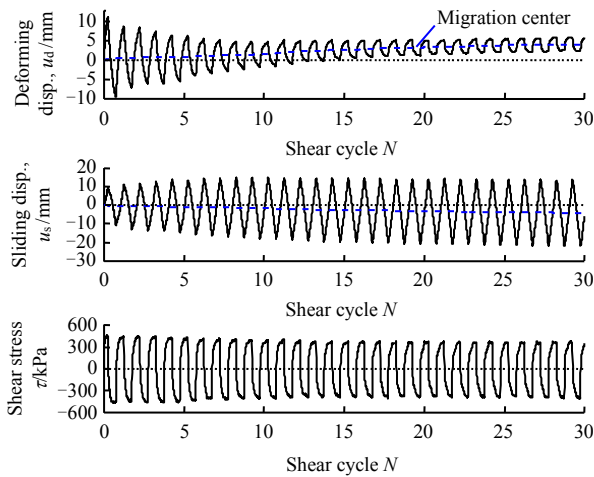 Migration center
Deforming
disp., ud/mm
10
5
0
−5
−10
0 5 10 15 20 25 30
Shear cycle N
Sliding disp.,
us/mm
20
10
0
−10
−20
−30
0 5 10 15 20 25 30
Shear cycle N
Shear stress
τ/kPa
600
300
0
−300
−600
0 5 10 15 20 25 30
Shear cycle N